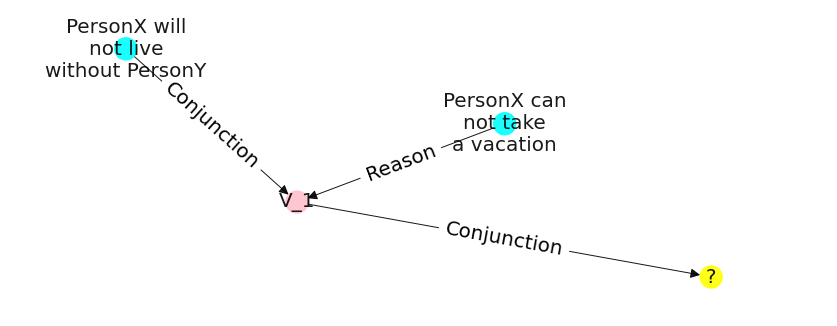 PersonX will
not live
without PersonY
Conjunction
PersonX can
not take
a vacation
Reason
V_1
Conjunction
?